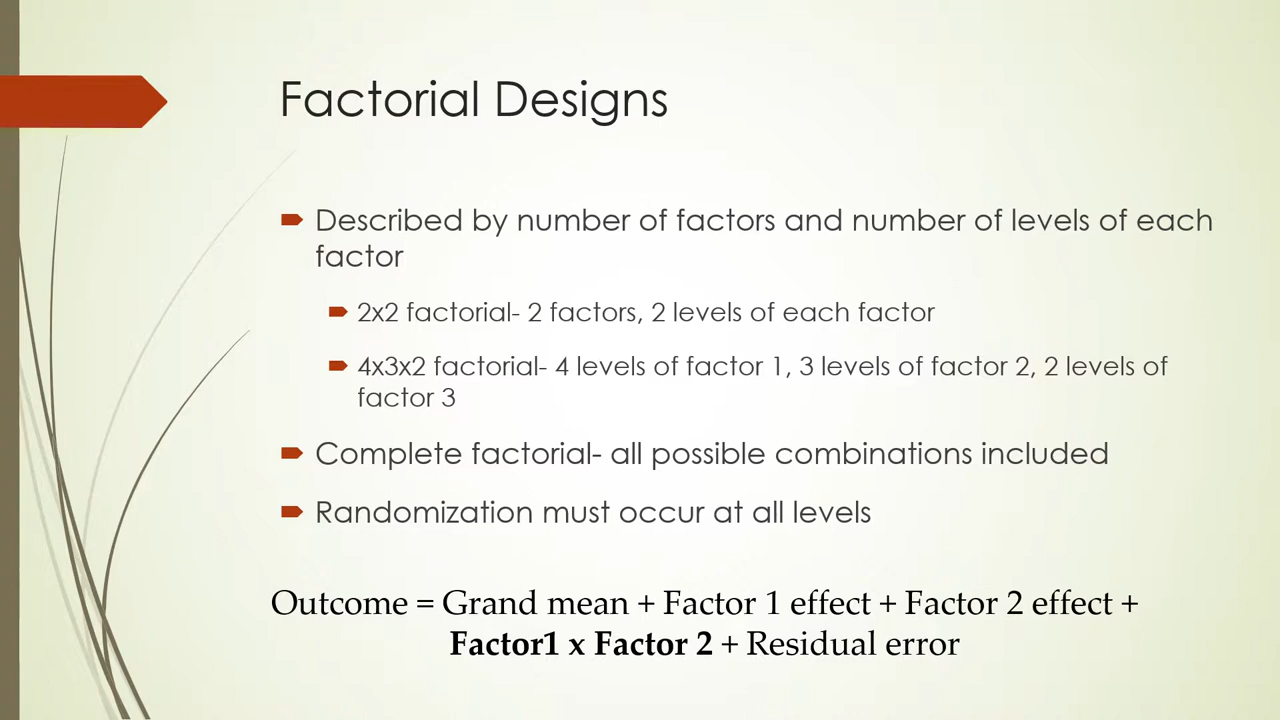 Factorial Designs
Described by number of factors and number of levels of each
factor
2x2 factorial- 2 factors, 2 levels of each factor
4x3x2 factorial- 4 levels of factor 1, 3 levels of factor 2, 2 levels of
factor 3
Complete factorial- all possible combinations included
Randomization must occur at all levels
Outcome = Grand mean + Factor 1 effect + Factor 2 effect +
Factor1 x Factor 2 + Residual error